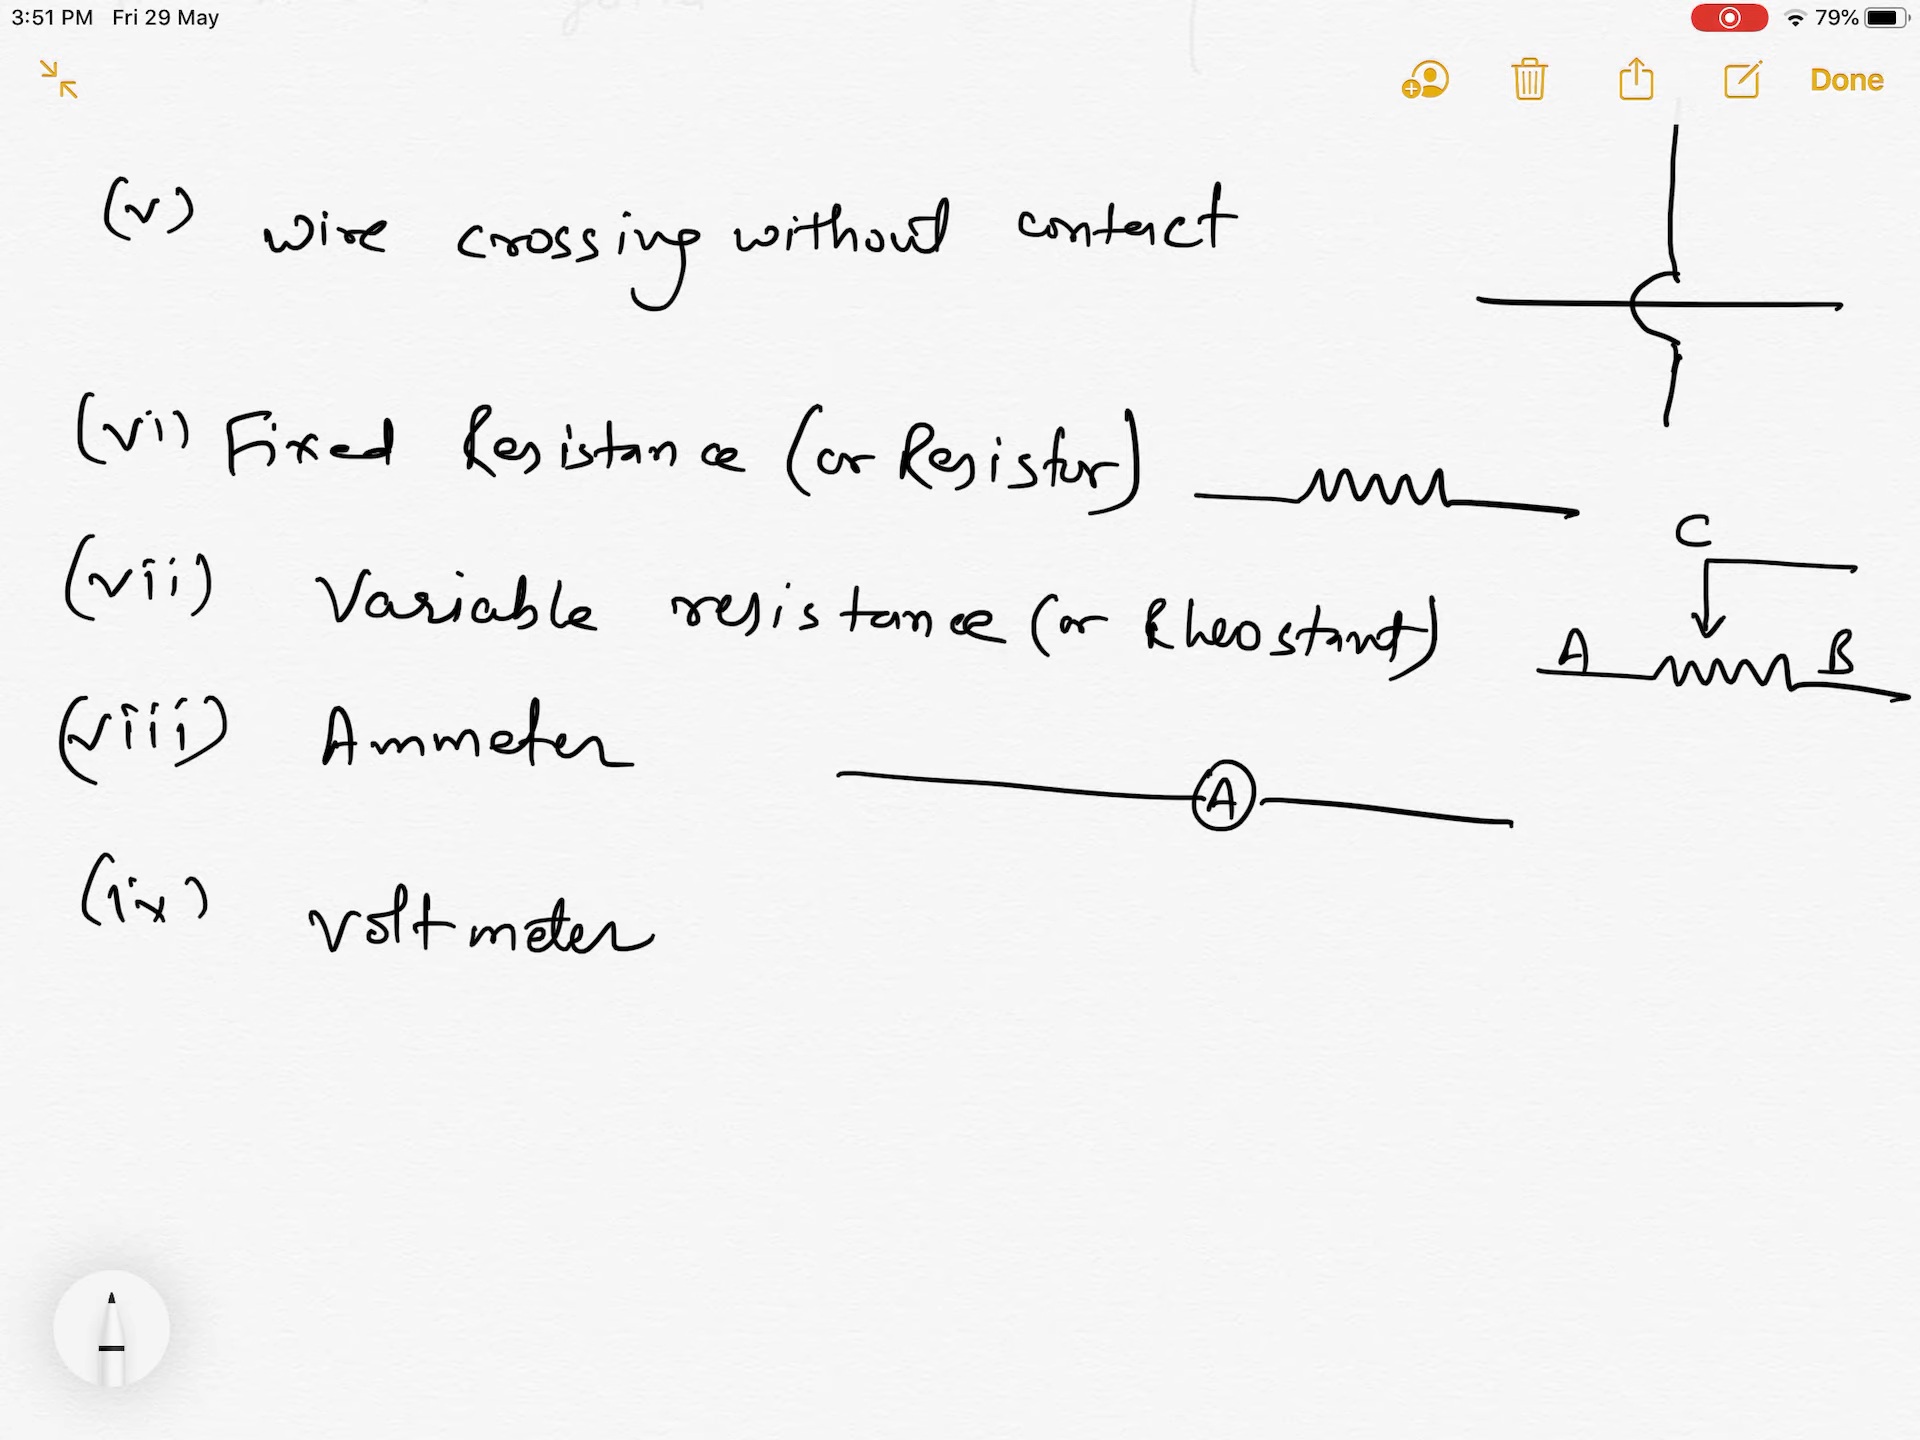 3:51 PM Fri 29 May 79%
Done
(v) wire crossing without contact
(vi) Fixed Resistance (or Resistor)
C
(vii) Variable resistance (or Rheostant)
A B
(viii) Ammeter
A
(ix) voltmeter